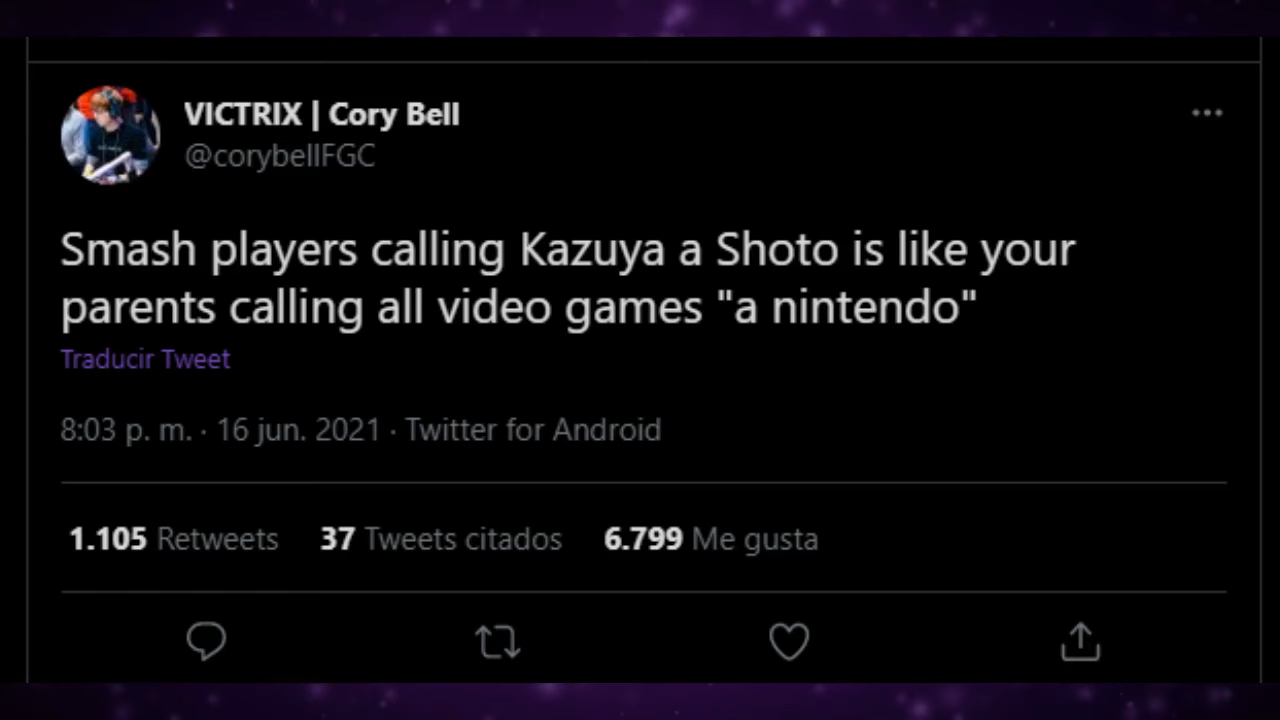 VICTRIX | Cory Bell
@corybellFGC
Smash players calling Kazuya a Shoto is like your
parents calling all video games "a nintendo"
Traducir Tweet
8:03 p. m. · 16 jun. 2021 · Twitter for Android
1.105 Retweets 37 Tweets citados 6.799 Me gusta